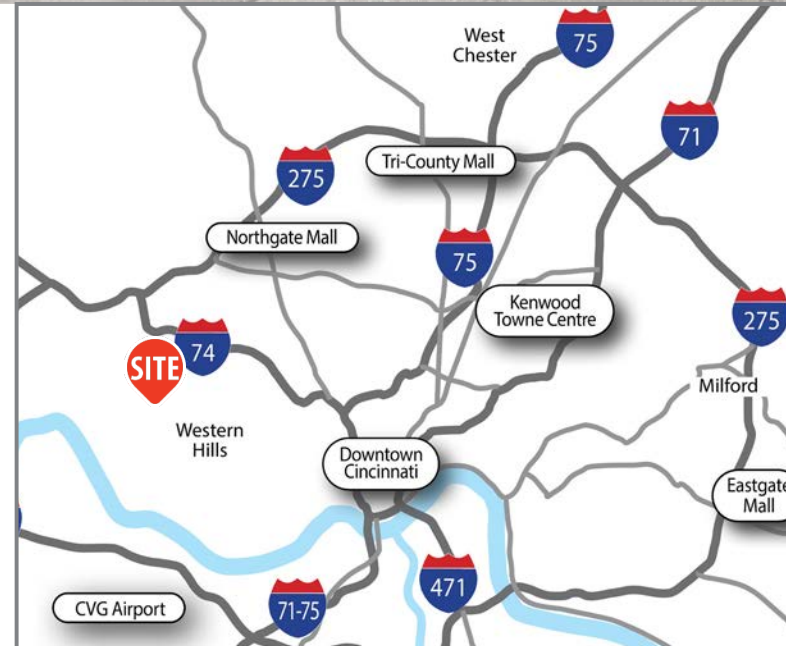 West
Chester
75
71
Tri-County Mall
275
Northgate Mall
75
Kenwood
Towne Centre
275
74
SITE
Milford
Western
Hills
Downtown
Cincinnati
Eastgate
Mall
471
71-75
CVG Airport